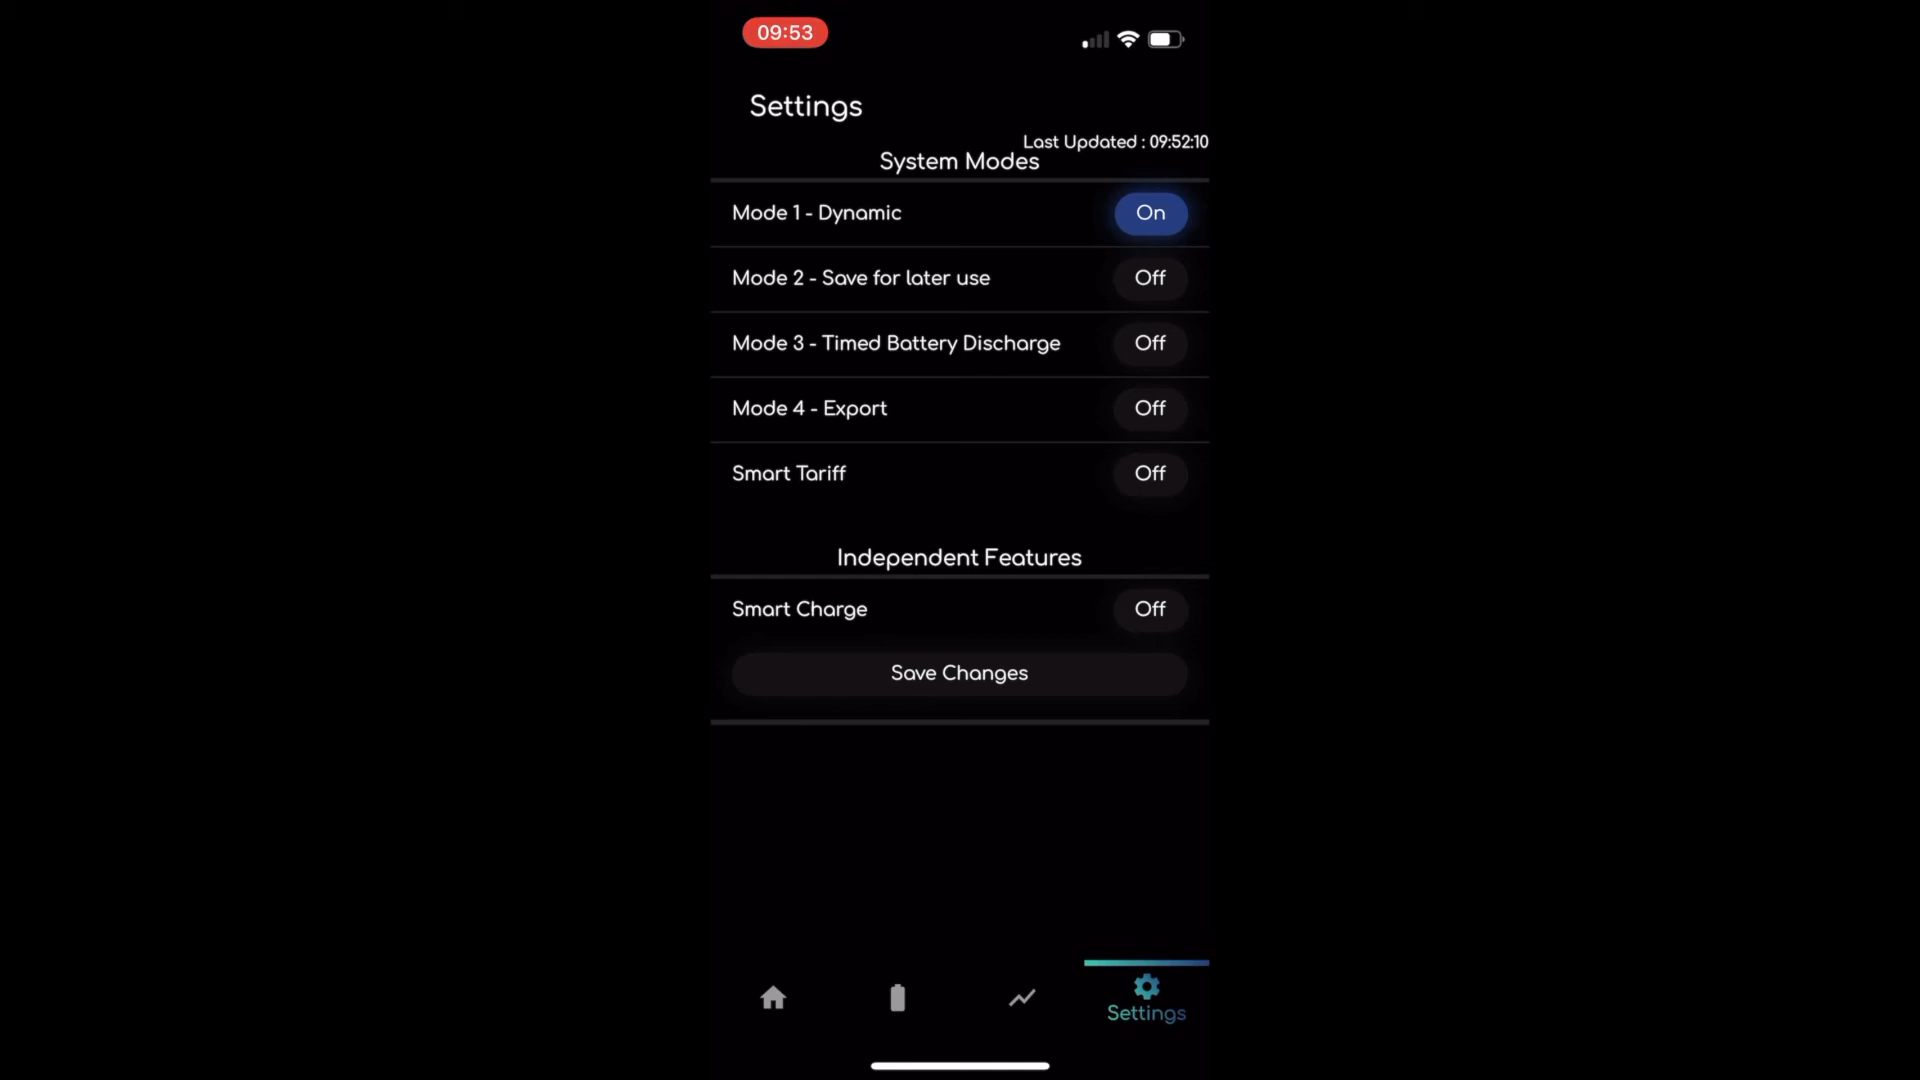 09:53
Settings
Last Updated : 09:52:10
System Modes
Mode 1 - Dynamic On
Mode 2 - Save for later use Off
Mode 3 - Timed Battery Discharge Off
Mode 4 - Export Off
Smart Tariff Off
Independent Features
Smart Charge Off
Save Changes
Settings